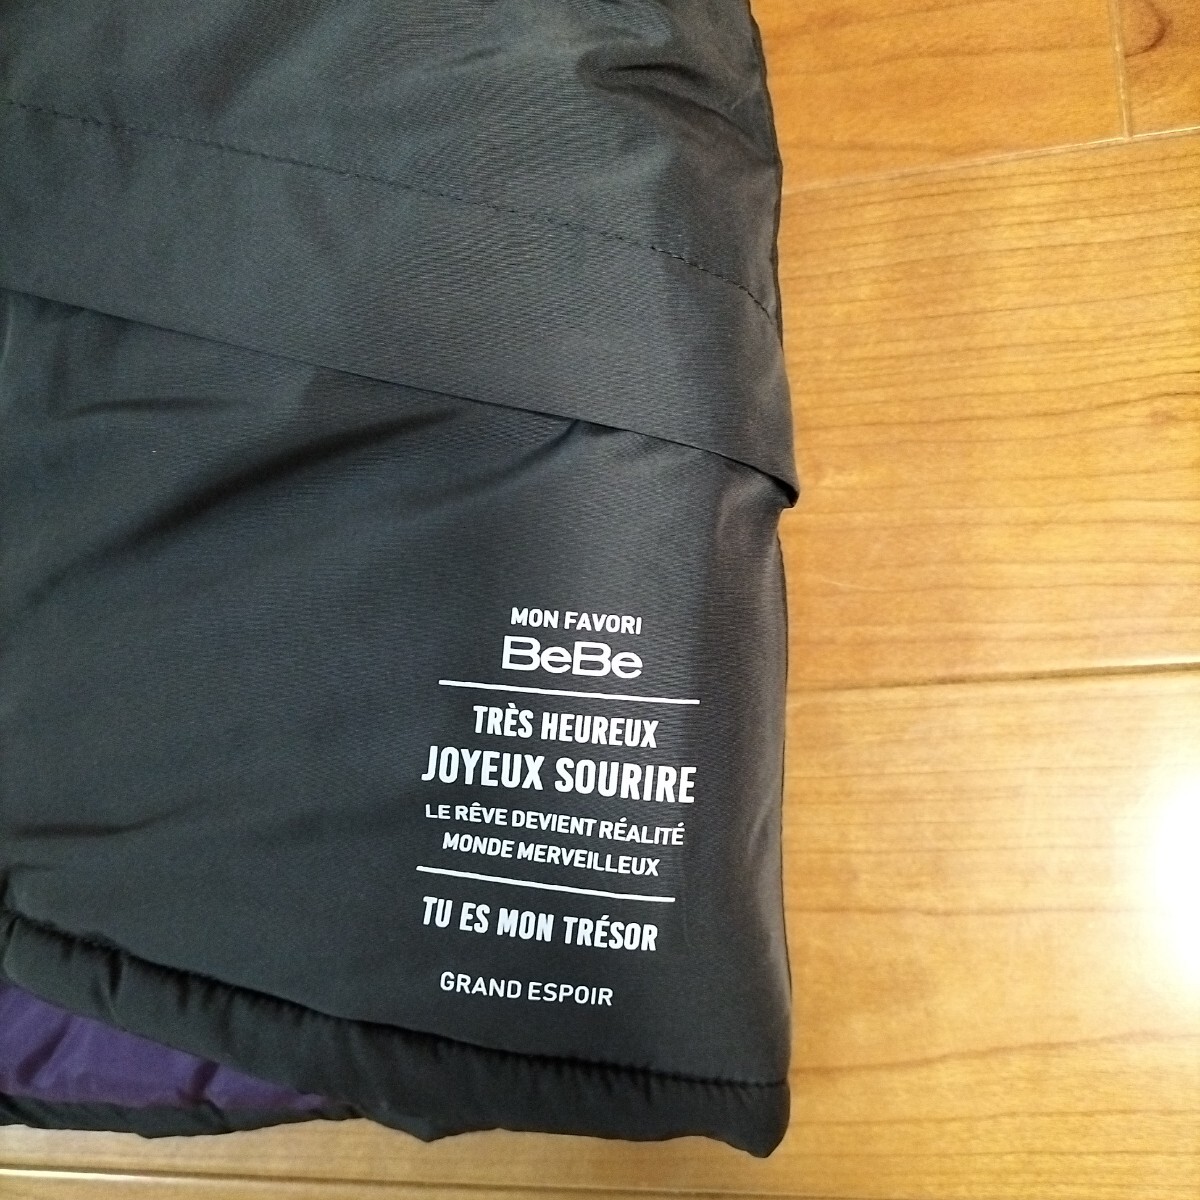 MON FAVORI
BeBe
TRÈS HEUREUX
JOYEUX SOURIRE
LE RÊVE DEVIENT RÉALITÉ
MONDE MERVEILLEUX
TU ES MON TRÉSOR
GRAND ESPOIR